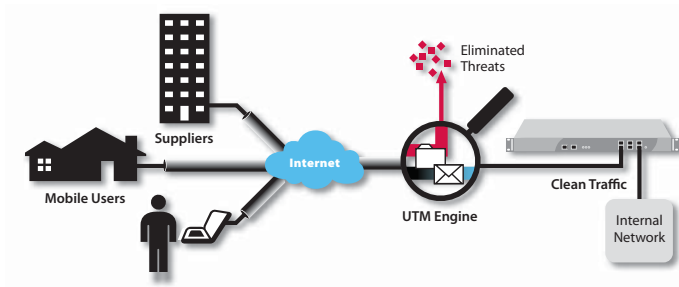 Eliminated
Threats
Suppliers
Internet
Mobile Users
UTM Engine
Clean Traffic
Internal
Network